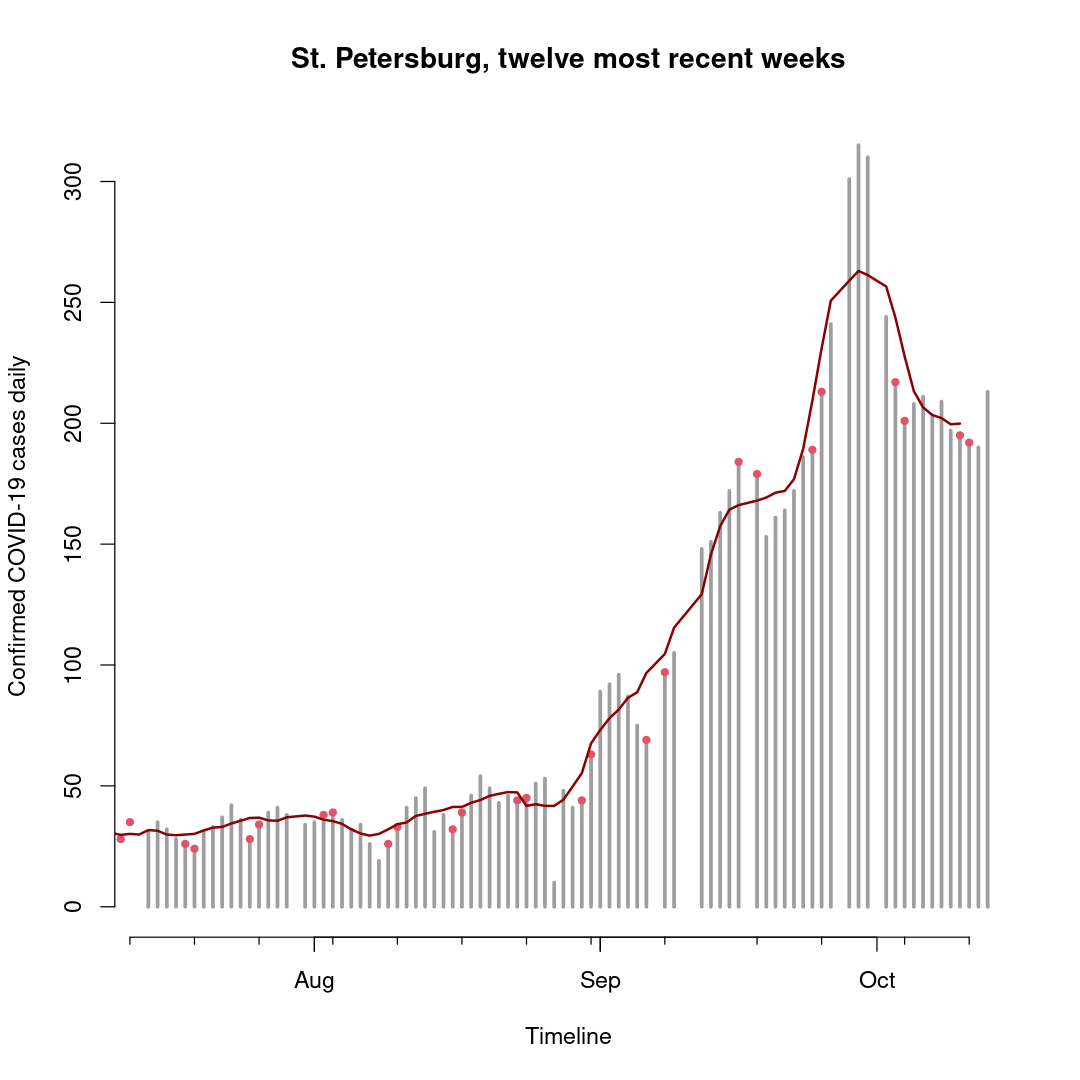 St. Petersburg, twelve most recent weeks
Confirmed COVID-19 cases daily
300
250
200
150
100
50
0
Aug Sep Oct
Timeline